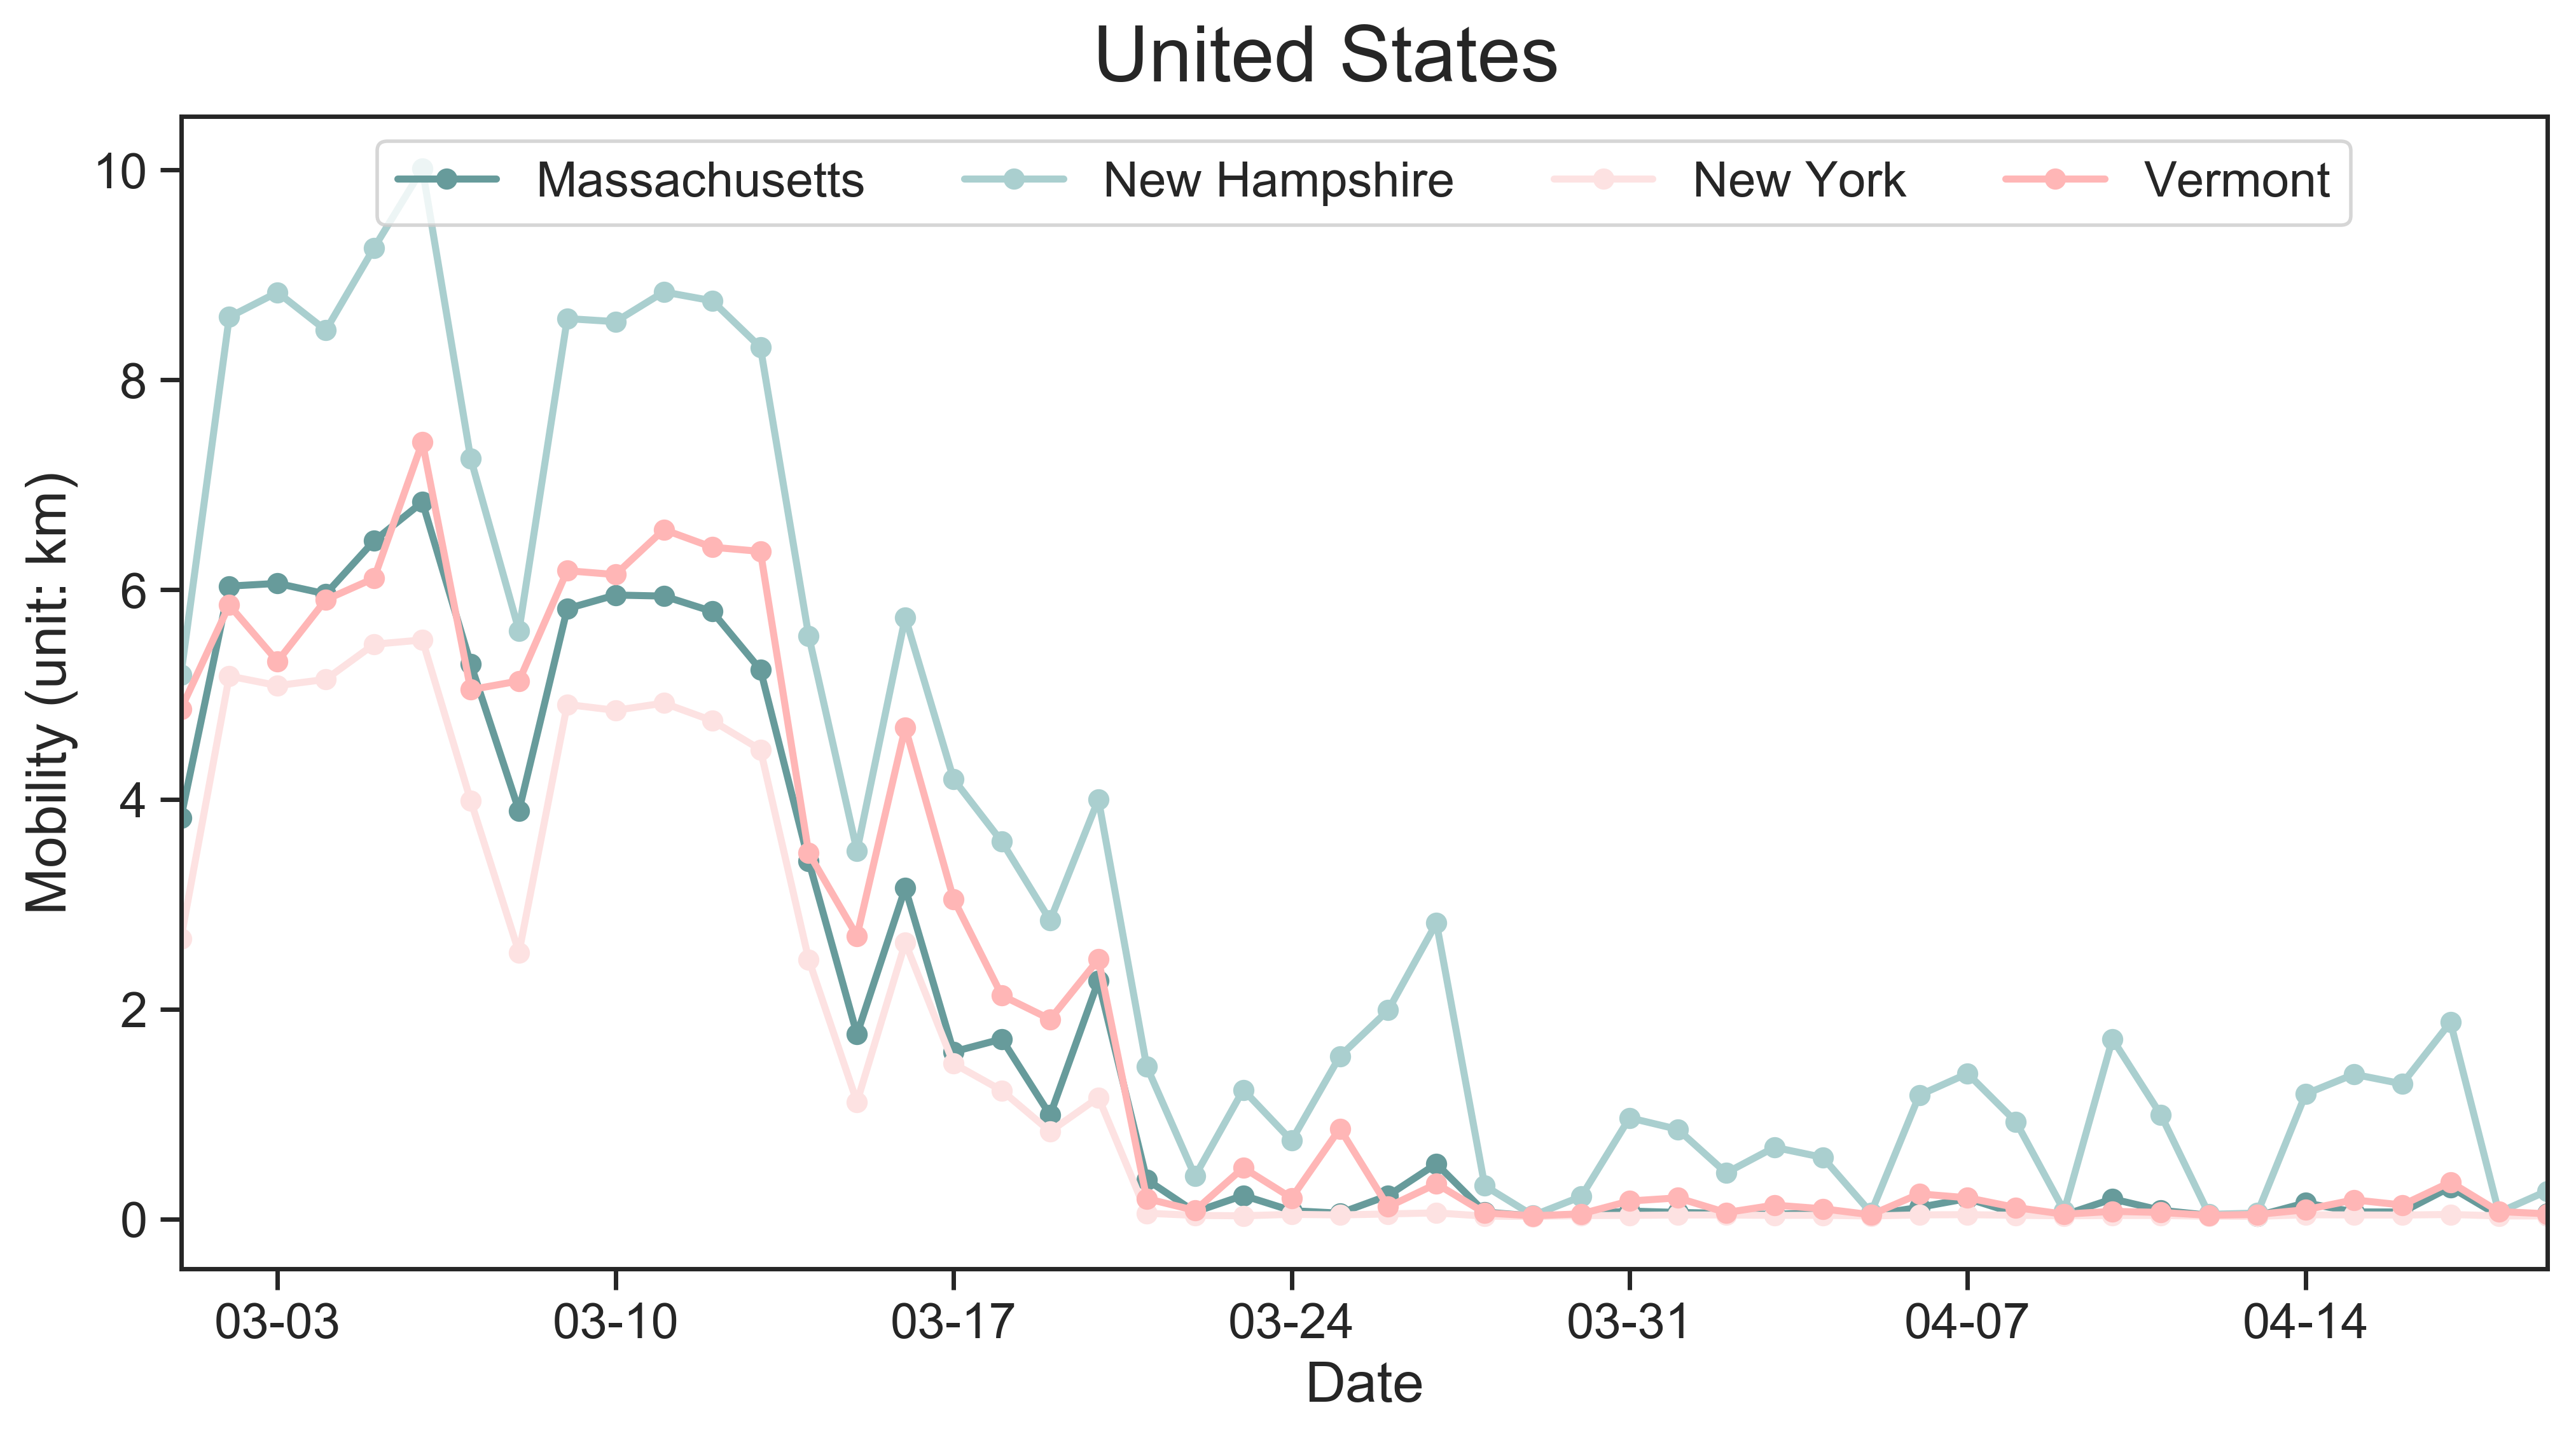 United States
Massachusetts New Hampshire New York Vermont
Mobility (unit: km)
10
8
6
4
2
0
03-03 03-10 03-17 03-24 03-31 04-07 04-14
Date